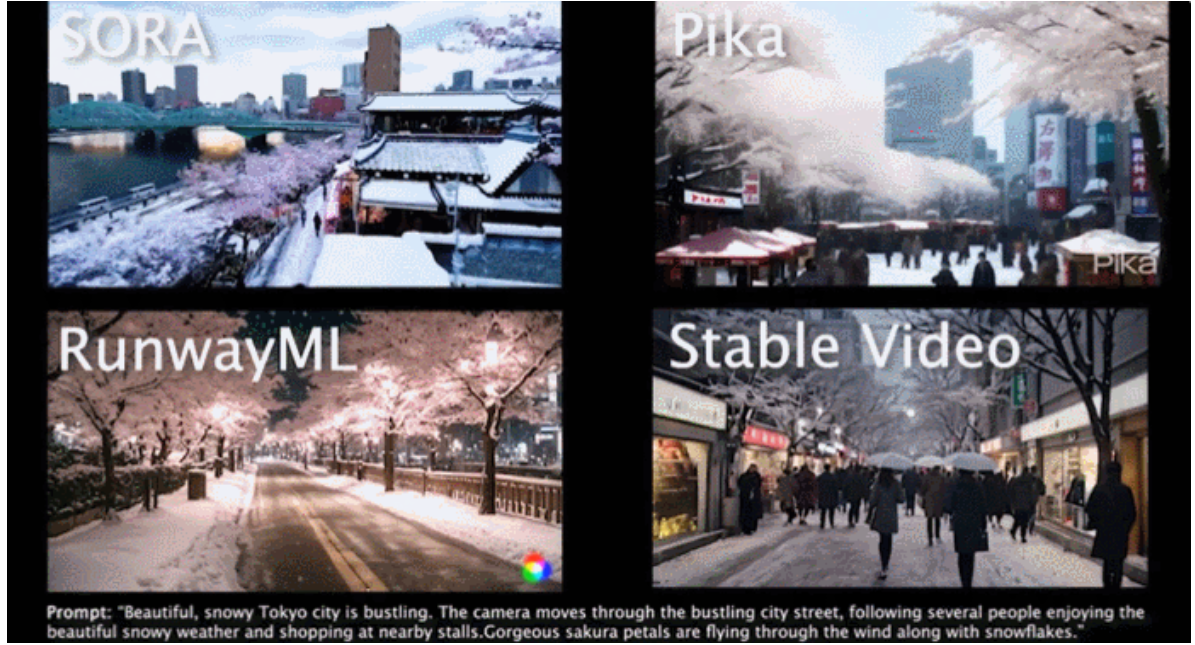 SORA
Pika
Pika
RunwayML
Stable Video
Prompt: "Beautiful, snowy Tokyo city is bustling. The camera moves through the bustling city street, following several people enjoying the
beautiful snowy weather and shopping at nearby stalls.Gorgeous sakura petals are flying through the wind along with snowflakes."